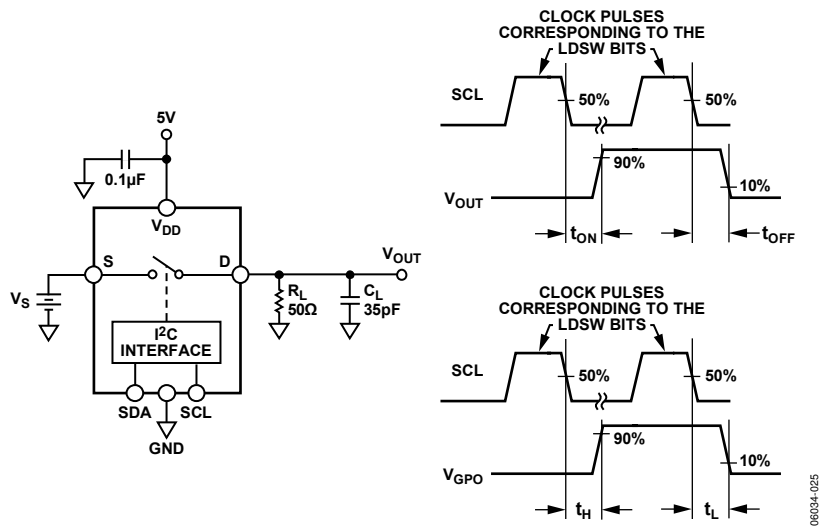 5V
0.1µF
VDD
S
D
VOUT
VS
RL
50Ω
CL
35pF
I2C
INTERFACE
SDA
SCL
GND
CLOCK PULSES
CORRESPONDING TO THE
LDSW BITS
SCL
50%
50%
90%
10%
VOUT
tON
tOFF
CLOCK PULSES
CORRESPONDING TO THE
LDSW BITS
SCL
50%
50%
90%
10%
VGPO
tH
tL
06034-025